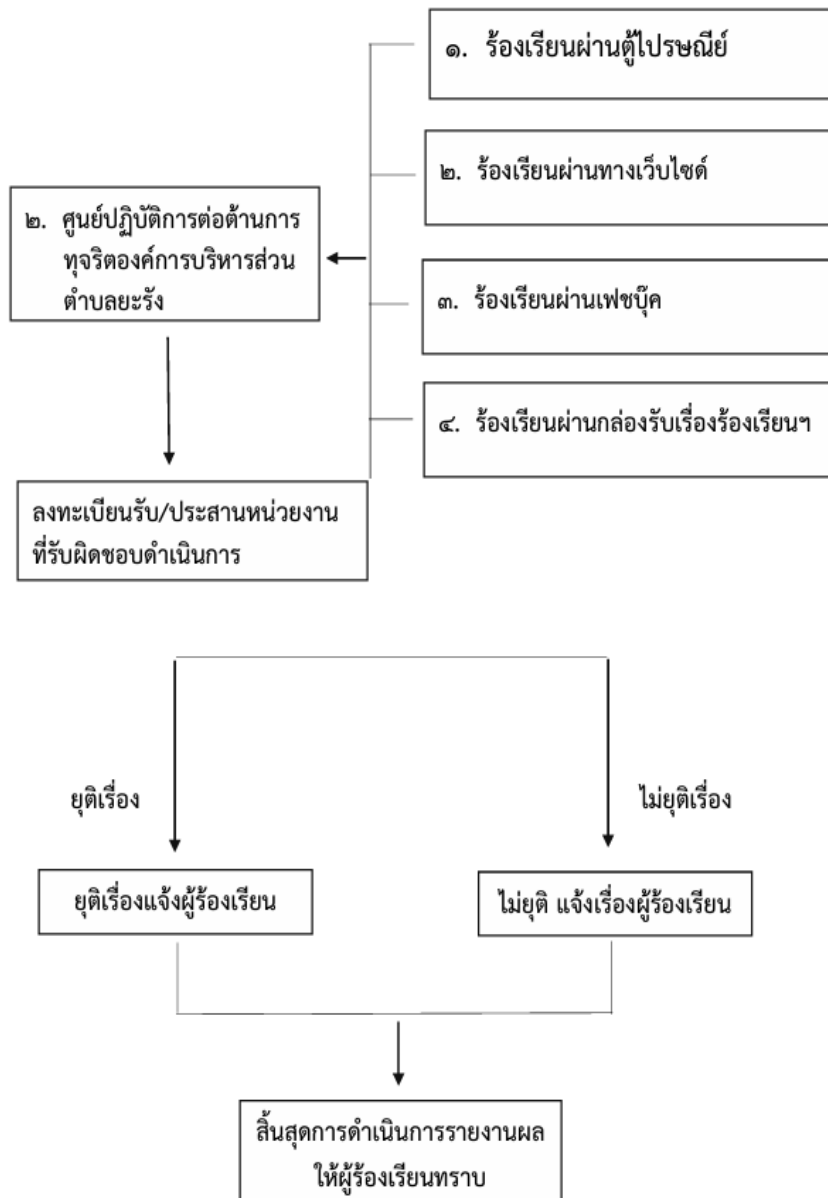 ๑. ร้องเรียนผ่านตู้ไปรษณีย์
๒. ร้องเรียนผ่านทางเว็บไซด์
๒. ศูนย์ปฏิบัติการต่อต้านการ
ทุจริตองค์การบริหารส่วน
ตำบลยะรัง
๓. ร้องเรียนผ่านเฟชบุ๊ค
๔. ร้องเรียนผ่านกล่องรับเรื่องร้องเรียนฯ
ลงทะเบียนรับ/ประสานหน่วยงาน
ที่รับผิดชอบดำเนินการ
ยุติเรื่อง
ไม่ยุติเรื่อง
ยุติเรื่องแจ้งผู้ร้องเรียน
ไม่ยุติ แจ้งเรื่องผู้ร้องเรียน
สิ้นสุดการดำเนินการรายงานผล
ให้ผู้ร้องเรียนทราบ